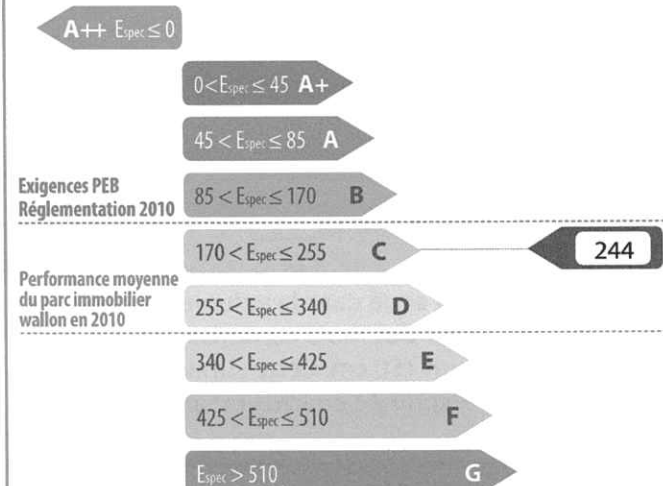 A++ Espec ≤ 0
0<Espec ≤ 45 A+
45 < Espec ≤ 85 A
Exigences PEB
Réglementation 2010
85 < Espec ≤ 170 B
170 < Espec ≤ 255 C
244
Performance moyenne
du parc immobilier
wallon en 2010
255 < Espec ≤ 340 D
340 < Espec ≤ 425 E
425 < Espec ≤ 510 F
Espec > 510 G